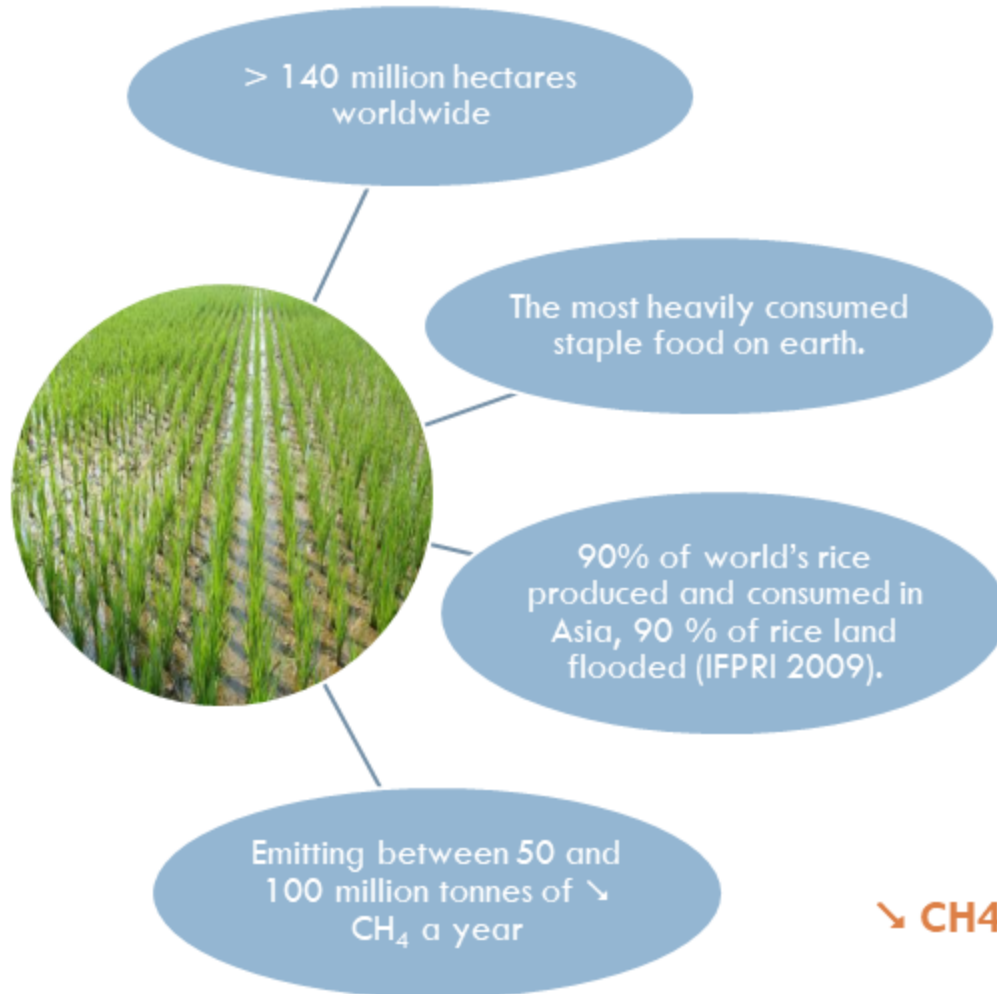 > 140 million hectares
worldwide
The most heavily consumed
staple food on earth.
90% of world’s rice
produced and consumed in
Asia, 90 % of rice land
flooded (IFPRI 2009).
Emitting between 50 and
100 million tonnes of ↘
CH₄ a year
↘ CH4